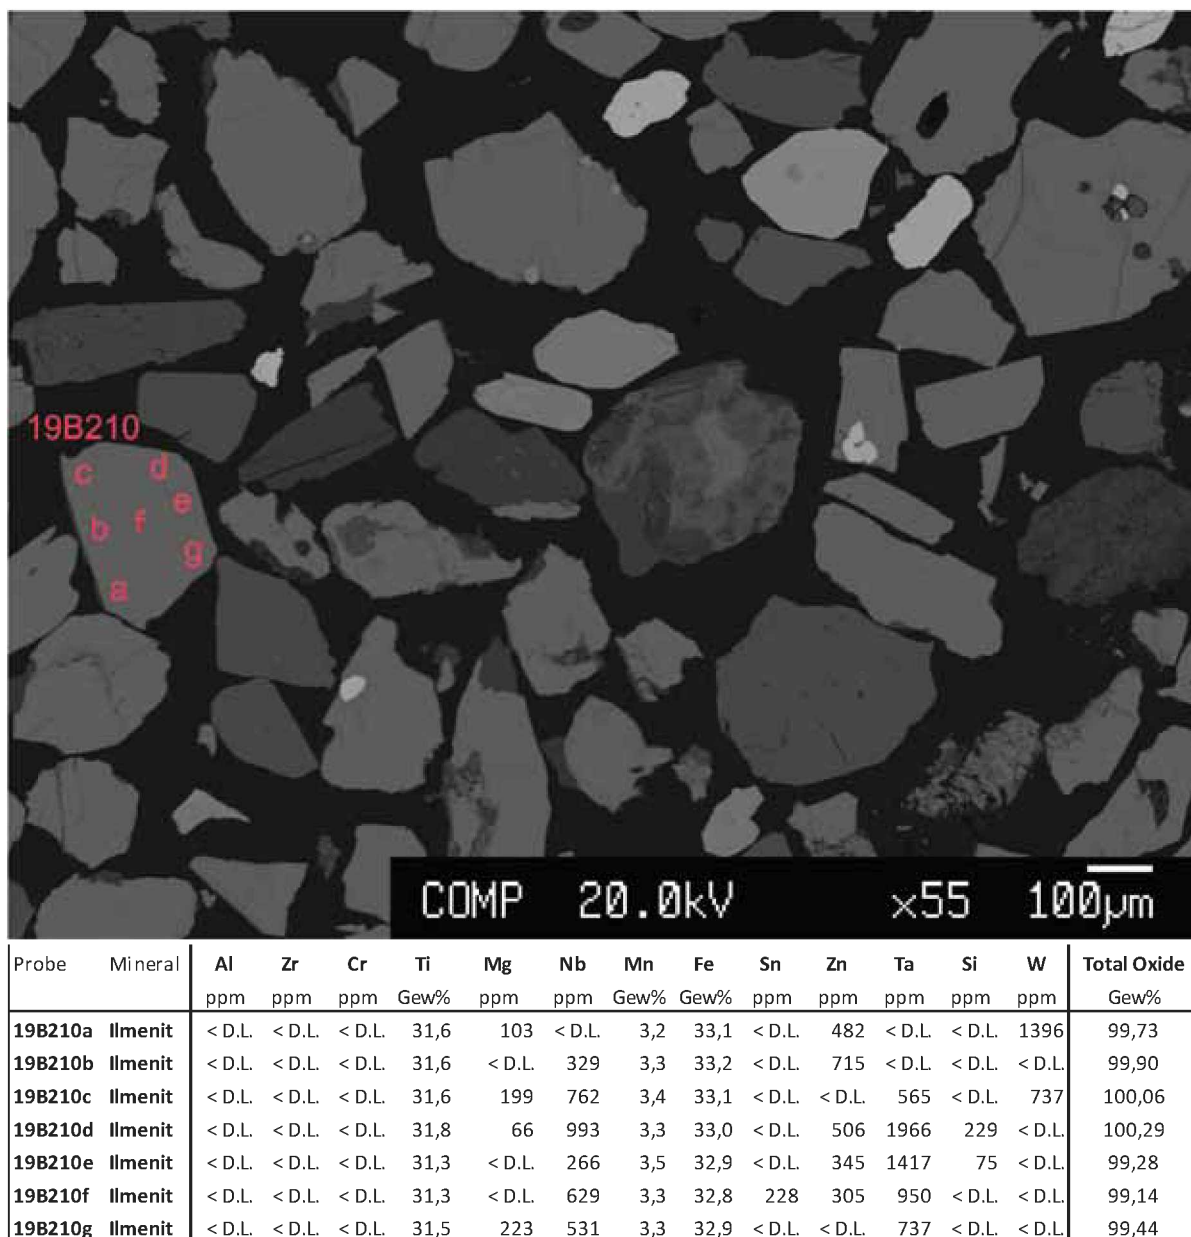 19B210
c d
e
b f
g
a
COMP 20.0kV x55 100µm
Probe Mineral Al Zr Cr Ti Mg Nb Mn Fe Sn Zn Ta Si W Total Oxide
ppm ppm ppm Gew% ppm ppm Gew% Gew% ppm ppm ppm ppm ppm Gew%
19B210a Ilmenit < D.L. < D.L. < D.L. 31,6 103 < D.L. 3,2 33,1 < D.L. 482 < D.L. < D.L. 1396 99,73
19B210b Ilmenit < D.L. < D.L. < D.L. 31,6 < D.L. 329 3,3 33,2 < D.L. 715 < D.L. < D.L. < D.L. 99,90
19B210c Ilmenit < D.L. < D.L. < D.L. 31,6 199 762 3,4 33,1 < D.L. < D.L. 565 < D.L. 737 100,06
19B210d Ilmenit < D.L. < D.L. < D.L. 31,8 66 993 3,3 33,0 < D.L. 506 1966 229 < D.L. 100,29
19B210e Ilmenit < D.L. < D.L. < D.L. 31,3 < D.L. 266 3,5 32,9 < D.L. 345 1417 75 < D.L. 99,28
19B210f Ilmenit < D.L. < D.L. < D.L. 31,3 < D.L. 629 3,3 32,8 228 305 950 < D.L. < D.L. 99,14
19B210g Ilmenit < D.L. < D.L. < D.L. 31,5 223 531 3,3 32,9 < D.L. < D.L. 737 < D.L. < D.L. 99,44